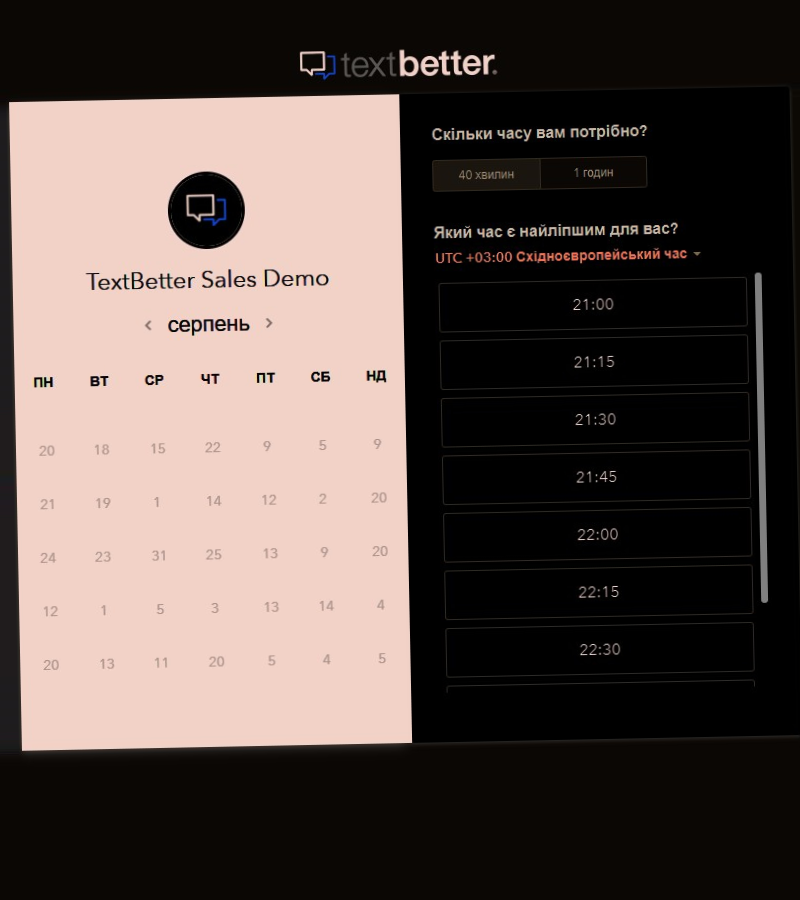 textbetter.
TextBetter Sales Demo
серпень
ПН ВТ СР ЧТ ПТ СБ НД
20 18 15 22 9 5 9
21 19 1 14 12 2 20
24 23 31 25 13 9 20
12 1 5 3 13 14 4
20 13 11 20 5 4 5
Скільки часу вам потрібно?
40 хвилин 1 годин
Який час є найліпшим для вас?
UTC +03:00 Східноєвропейський час
21:00
21:15
21:30
21:45
22:00
22:15
22:30